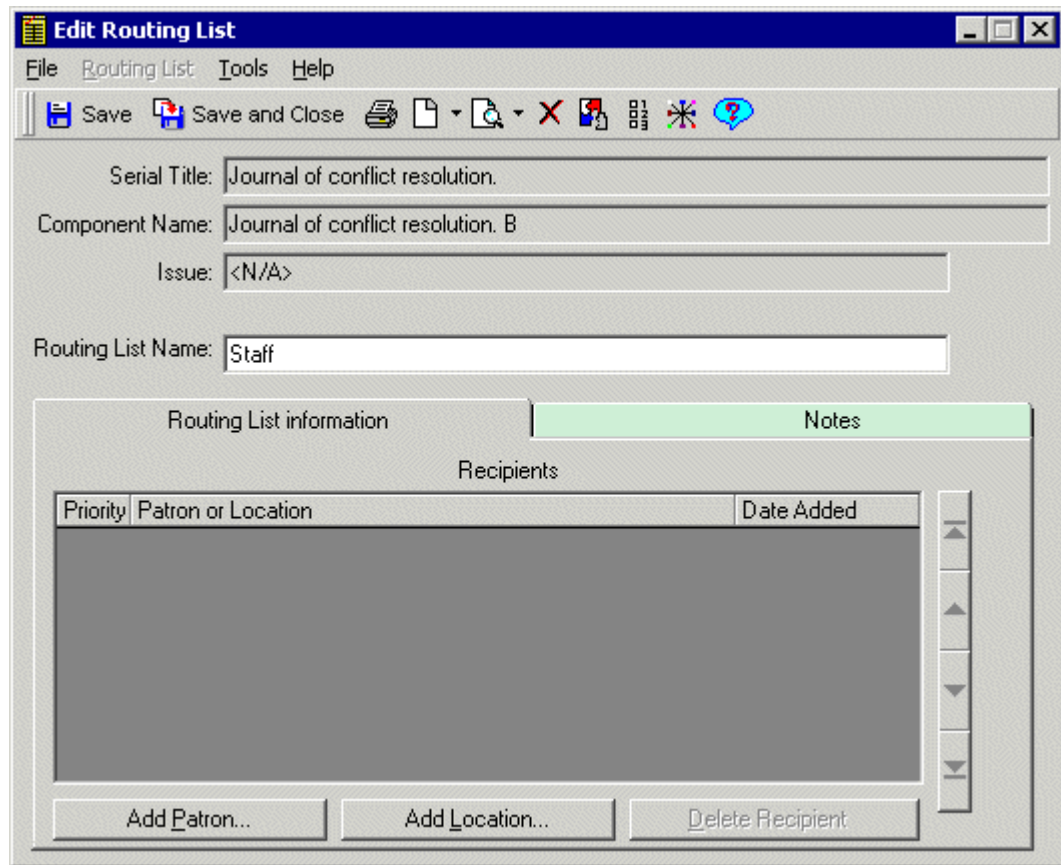 Edit Routing List
File Routing List Tools Help
Save Save and Close
Serial Title: Journal of conflict resolution.
Component Name: Journal of conflict resolution. B
Issue: <N/A>
Routing List Name: Staff
Routing List information Notes
Recipients
Priority Patron or Location Date Added
Add Patron... Add Location... Delete Recipient